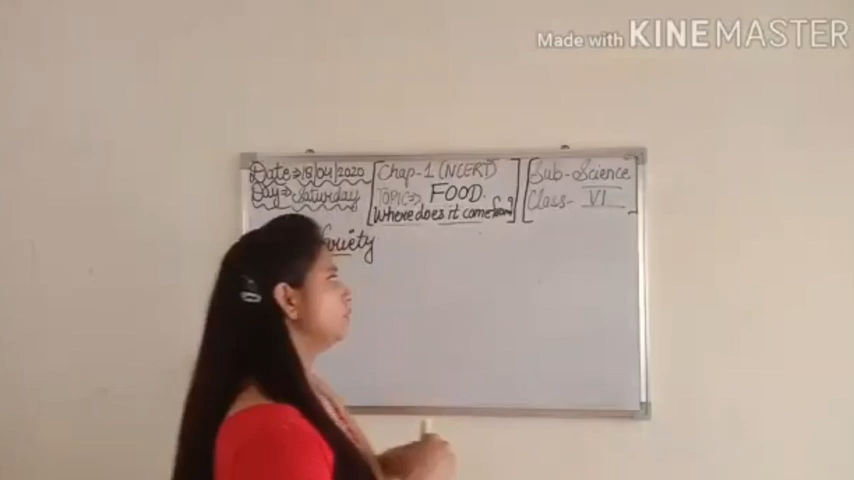 Made with KINEMASTER
Date⇒18/04/2020
Day⇒Saturday
Chap-1 (NCERT)
TOPIC⇒ FOOD.
Where does it come from?
Sub-Science
Class- VI